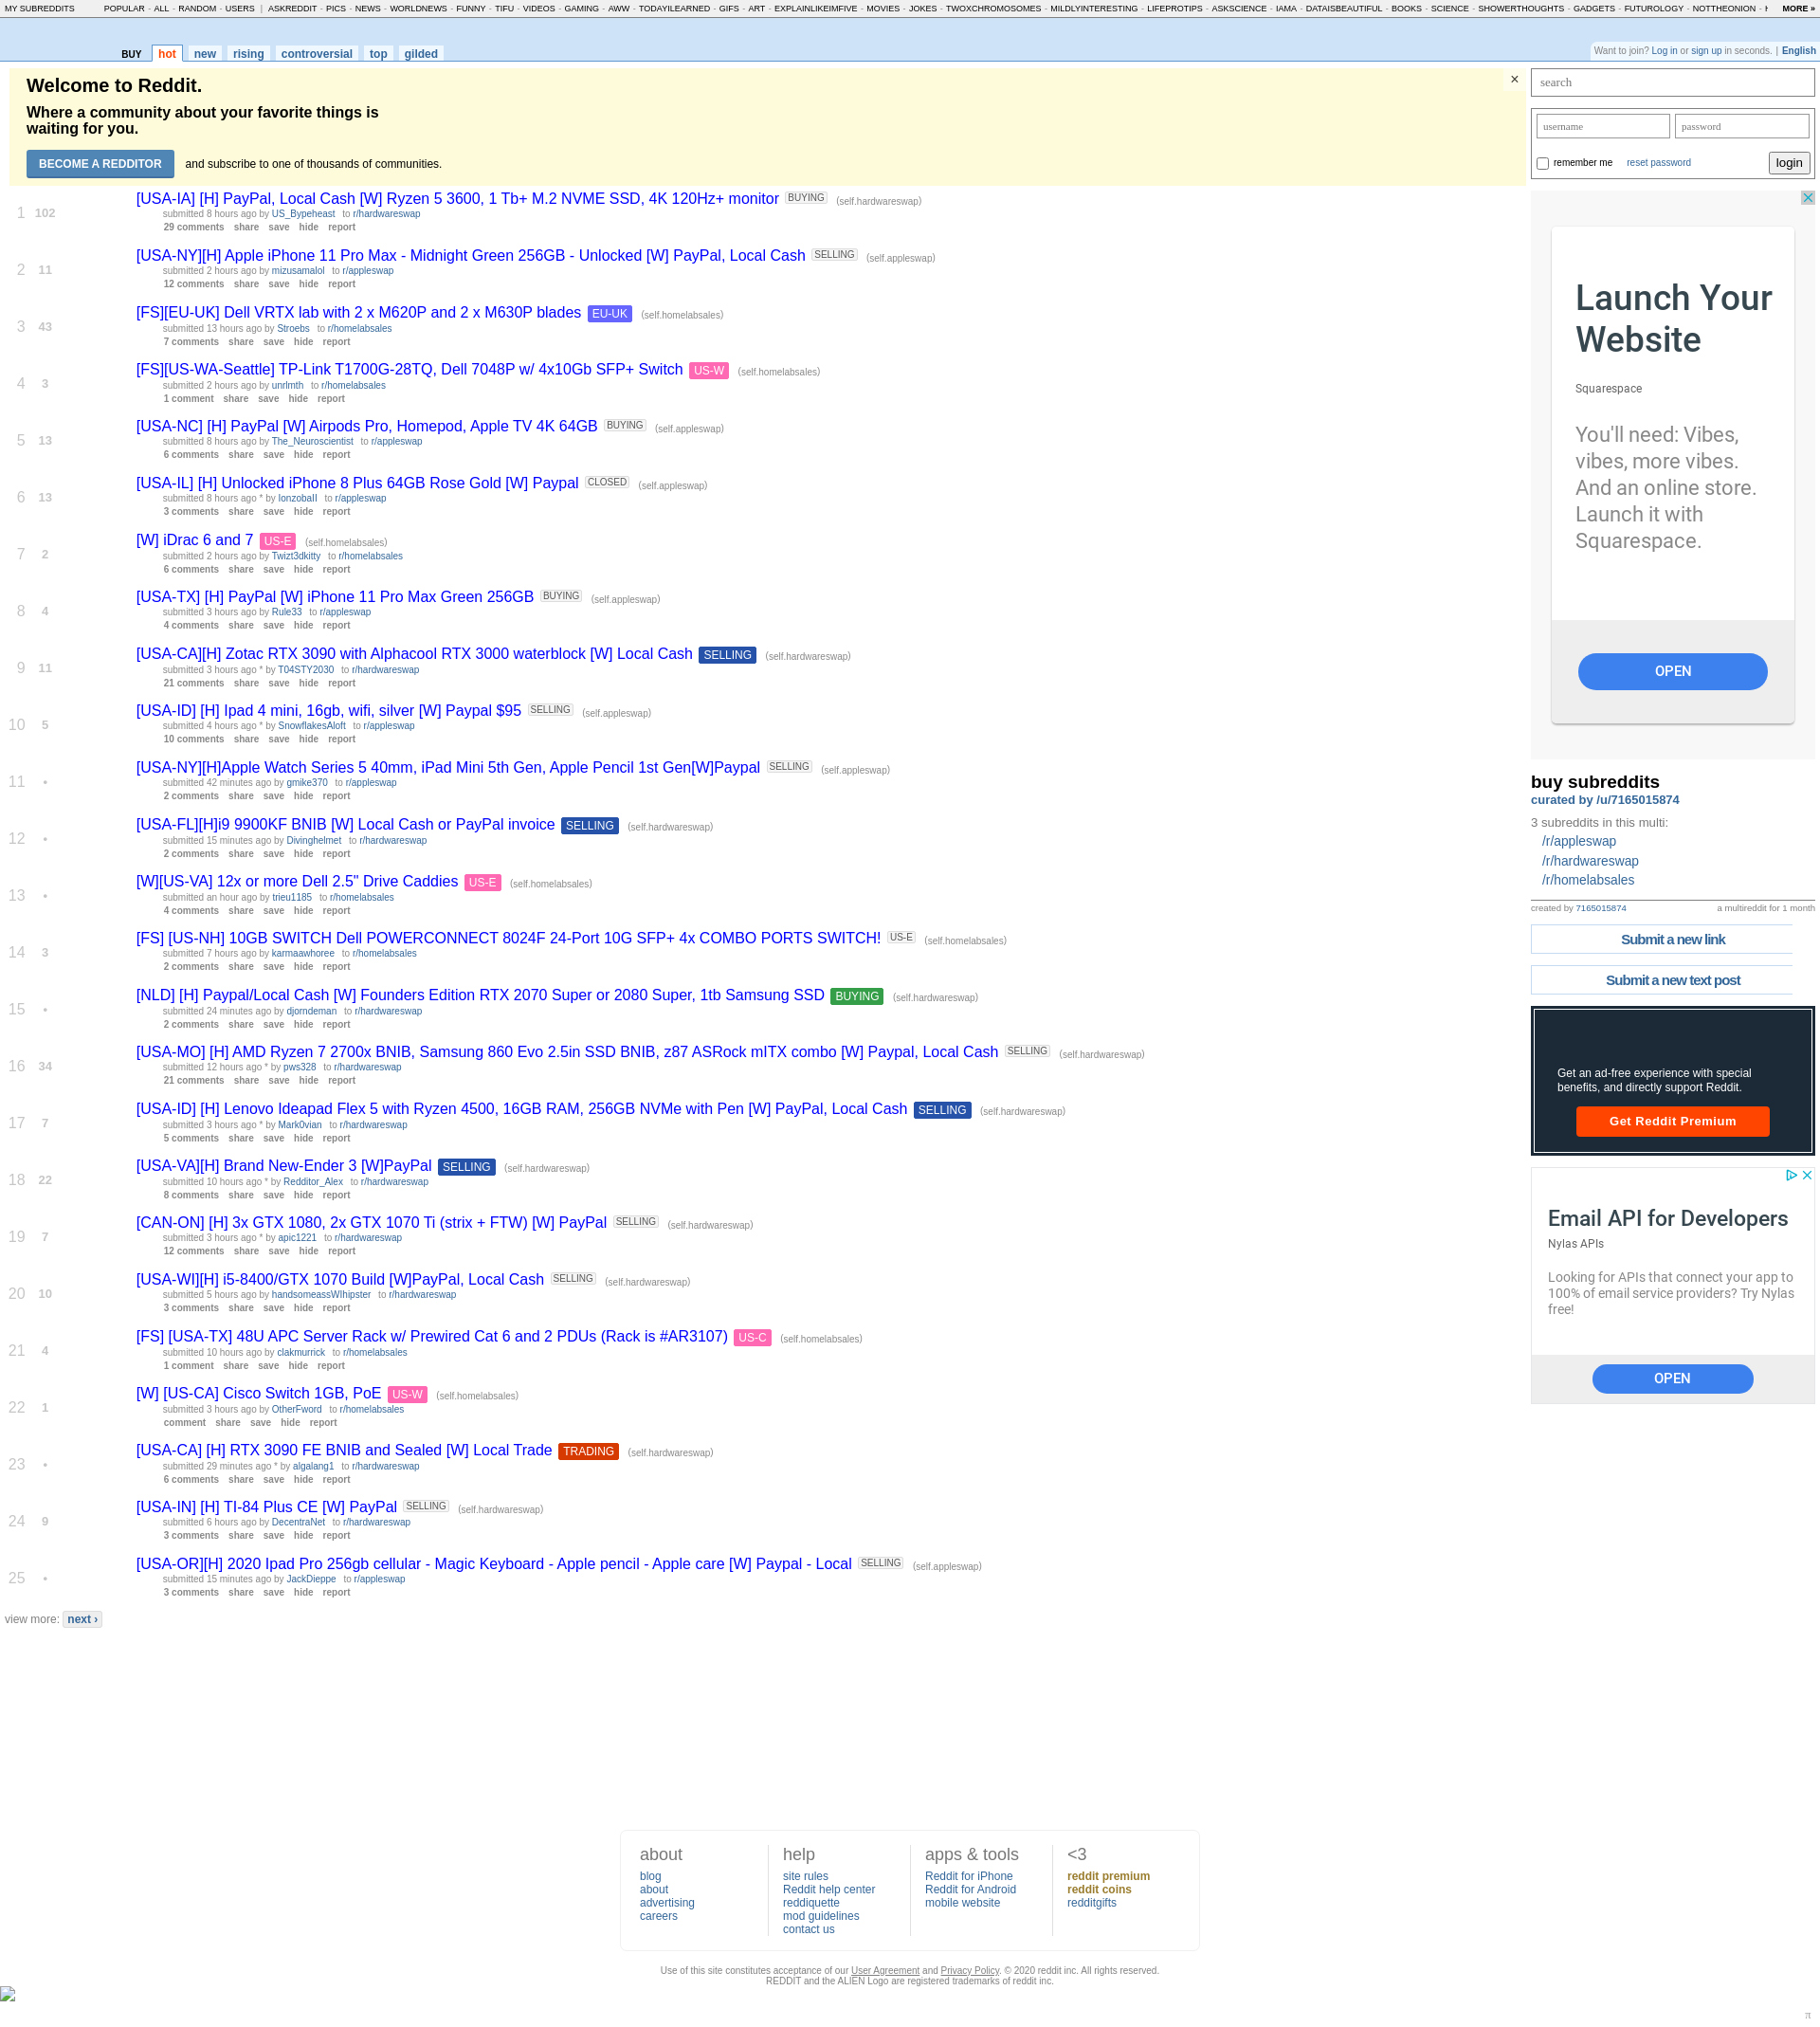 MY SUBREDDITS POPULAR - ALL - RANDOM - USERS | ASKREDDIT - PICS - NEWS - WORLDNEWS - FUNNY - TIFU - VIDEOS - GAMING - AWW - TODAYILEARNED - GIFS - ART - EXPLAINLIKEIMFIVE - MOVIES - JOKES - TWOXCHROMOSOMES - MILDLYINTERESTING - LIFEPROTIPS - ASKSCIENCE - IAMA - DATAISBEAUTIFUL - BOOKS - SCIENCE - SHOWERTHOUGHTS - GADGETS - FUTUROLOGY - NOTTHEONION - MORE »
BUY hot new rising controversial top gilded
Want to join? Log in or sign up in seconds. | English
Welcome to Reddit.
Where a community about your favorite things is
waiting for you.
BECOME A REDDITOR and subscribe to one of thousands of communities.
×
1 102 [USA-IA] [H] PayPal, Local Cash [W] Ryzen 5 3600, 1 Tb+ M.2 NVME SSD, 4K 120Hz+ monitor BUYING (self.hardwareswap)
submitted 8 hours ago by US_Bypeheast to r/hardwareswap
29 comments share save hide report
2 11 [USA-NY][H] Apple iPhone 11 Pro Max - Midnight Green 256GB - Unlocked [W] PayPal, Local Cash SELLING (self.appleswap)
submitted 2 hours ago by mizusamalol to r/appleswap
12 comments share save hide report
3 43 [FS][EU-UK] Dell VRTX lab with 2 x M620P and 2 x M630P blades EU-UK (self.homelabsales)
submitted 13 hours ago by Stroebs to r/homelabsales
7 comments share save hide report
4 3 [FS][US-WA-Seattle] TP-Link T1700G-28TQ, Dell 7048P w/ 4x10Gb SFP+ Switch US-W (self.homelabsales)
submitted 2 hours ago by unrlmth to r/homelabsales
1 comment share save hide report
5 13 [USA-NC] [H] PayPal [W] Airpods Pro, Homepod, Apple TV 4K 64GB BUYING (self.appleswap)
submitted 8 hours ago by The_Neuroscientist to r/appleswap
6 comments share save hide report
6 13 [USA-IL] [H] Unlocked iPhone 8 Plus 64GB Rose Gold [W] Paypal CLOSED (self.appleswap)
submitted 8 hours ago * by lonzobaII to r/appleswap
3 comments share save hide report
7 2 [W] iDrac 6 and 7 US-E (self.homelabsales)
submitted 2 hours ago by Twizt3dkitty to r/homelabsales
6 comments share save hide report
8 4 [USA-TX] [H] PayPal [W] iPhone 11 Pro Max Green 256GB BUYING (self.appleswap)
submitted 3 hours ago by Rule33 to r/appleswap
4 comments share save hide report
9 11 [USA-CA][H] Zotac RTX 3090 with Alphacool RTX 3000 waterblock [W] Local Cash SELLING (self.hardwareswap)
submitted 3 hours ago * by T04STY2030 to r/hardwareswap
21 comments share save hide report
10 5 [USA-ID] [H] Ipad 4 mini, 16gb, wifi, silver [W] Paypal $95 SELLING (self.appleswap)
submitted 4 hours ago * by SnowflakesAloft to r/appleswap
10 comments share save hide report
11 • [USA-NY][H]Apple Watch Series 5 40mm, iPad Mini 5th Gen, Apple Pencil 1st Gen[W]Paypal SELLING (self.appleswap)
submitted 42 minutes ago by gmike370 to r/appleswap
2 comments share save hide report
12 • [USA-FL][H]i9 9900KF BNIB [W] Local Cash or PayPal invoice SELLING (self.hardwareswap)
submitted 15 minutes ago by Divinghelmet to r/hardwareswap
2 comments share save hide report
13 • [W][US-VA] 12x or more Dell 2.5" Drive Caddies US-E (self.homelabsales)
submitted an hour ago by trieu1185 to r/homelabsales
4 comments share save hide report
14 3 [FS] [US-NH] 10GB SWITCH Dell POWERCONNECT 8024F 24-Port 10G SFP+ 4x COMBO PORTS SWITCH! US-E (self.homelabsales)
submitted 7 hours ago by karmaawhoree to r/homelabsales
2 comments share save hide report
15 • [NLD] [H] Paypal/Local Cash [W] Founders Edition RTX 2070 Super or 2080 Super, 1tb Samsung SSD BUYING (self.hardwareswap)
submitted 24 minutes ago by djorndeman to r/hardwareswap
2 comments share save hide report
16 34 [USA-MO] [H] AMD Ryzen 7 2700x BNIB, Samsung 860 Evo 2.5in SSD BNIB, z87 ASRock mITX combo [W] Paypal, Local Cash SELLING (self.hardwareswap)
submitted 12 hours ago * by pws328 to r/hardwareswap
21 comments share save hide report
17 7 [USA-ID] [H] Lenovo Ideapad Flex 5 with Ryzen 4500, 16GB RAM, 256GB NVMe with Pen [W] PayPal, Local Cash SELLING (self.hardwareswap)
submitted 3 hours ago * by Mark0vian to r/hardwareswap
5 comments share save hide report
18 22 [USA-VA][H] Brand New-Ender 3 [W]PayPal SELLING (self.hardwareswap)
submitted 10 hours ago * by Redditor_Alex to r/hardwareswap
8 comments share save hide report
19 7 [CAN-ON] [H] 3x GTX 1080, 2x GTX 1070 Ti (strix + FTW) [W] PayPal SELLING (self.hardwareswap)
submitted 3 hours ago * by apic1221 to r/hardwareswap
12 comments share save hide report
20 10 [USA-WI][H] i5-8400/GTX 1070 Build [W]PayPal, Local Cash SELLING (self.hardwareswap)
submitted 5 hours ago by handsomeassWIhipster to r/hardwareswap
3 comments share save hide report
21 4 [FS] [USA-TX] 48U APC Server Rack w/ Prewired Cat 6 and 2 PDUs (Rack is #AR3107) US-C (self.homelabsales)
submitted 10 hours ago by clakmurrick to r/homelabsales
1 comment share save hide report
22 1 [W] [US-CA] Cisco Switch 1GB, PoE US-W (self.homelabsales)
submitted 3 hours ago by OtherFword to r/homelabsales
comment share save hide report
23 • [USA-CA] [H] RTX 3090 FE BNIB and Sealed [W] Local Trade TRADING (self.hardwareswap)
submitted 29 minutes ago * by algalang1 to r/hardwareswap
6 comments share save hide report
24 9 [USA-IN] [H] TI-84 Plus CE [W] PayPal SELLING (self.hardwareswap)
submitted 6 hours ago by DecentraNet to r/hardwareswap
3 comments share save hide report
25 • [USA-OR][H] 2020 Ipad Pro 256gb cellular - Magic Keyboard - Apple pencil - Apple care [W] Paypal - Local SELLING (self.appleswap)
submitted 15 minutes ago by JackDieppe to r/appleswap
3 comments share save hide report
view more: next ›
search
username password
remember me reset password login
Launch Your
Website
Squarespace
You'll need: Vibes,
vibes, more vibes.
And an online store.
Launch it with
Squarespace.
OPEN
buy subreddits
curated by /u/7165015874
3 subreddits in this multi:
/r/appleswap
/r/hardwareswap
/r/homelabsales
created by 7165015874 a multireddit for 1 month
Submit a new link
Submit a new text post
Get an ad-free experience with special
benefits, and directly support Reddit.
Get Reddit Premium
Email API for Developers
Nylas APIs
Looking for APIs that connect your app to
100% of email service providers? Try Nylas
free!
OPEN
about
blog
about
advertising
careers
help
site rules
Reddit help center
reddiquette
mod guidelines
contact us
apps & tools
Reddit for iPhone
Reddit for Android
mobile website
<3
reddit premium
reddit coins
redditgifts
Use of this site constitutes acceptance of our User Agreement and Privacy Policy. © 2020 reddit inc. All rights reserved.
REDDIT and the ALIEN Logo are registered trademarks of reddit inc.
π